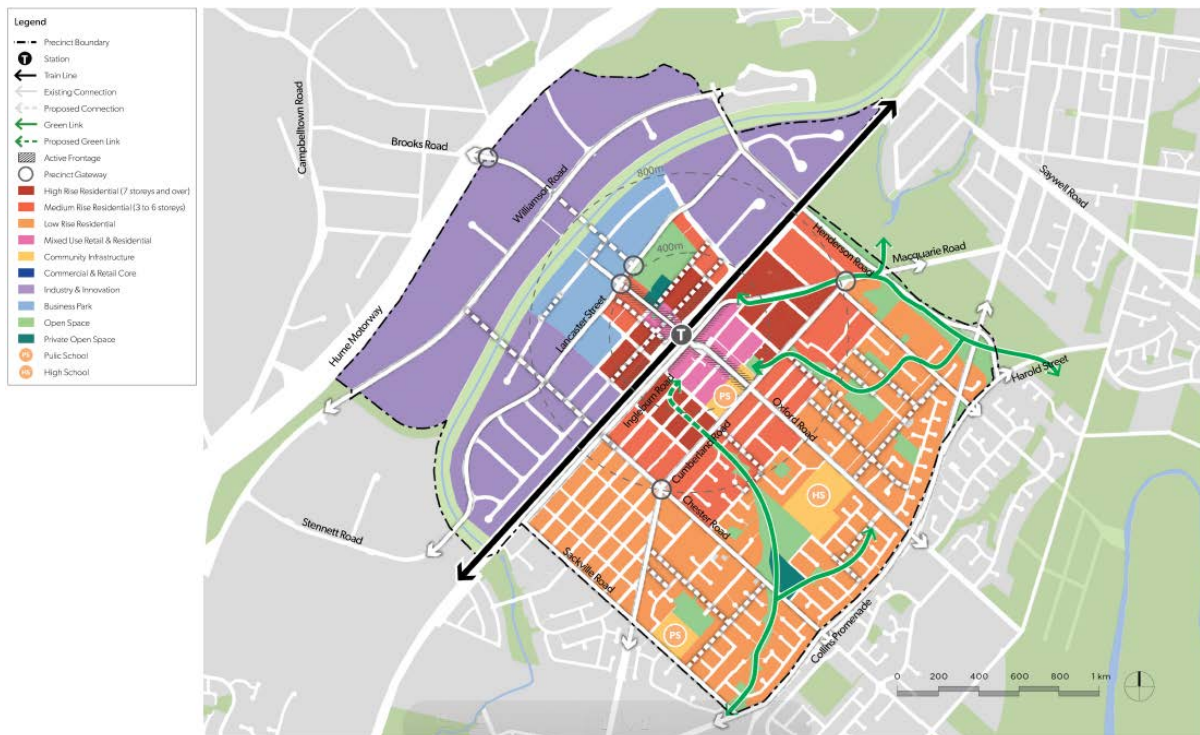 Legend
Precinct Boundary
T
Station
Train Line
Existing Connection
Proposed Connection
Green Link
Proposed Green Link
Active Frontage
Precinct Gateway
High Rise Residential (7 storeys and over)
Medium Rise Residential (3 to 6 storeys)
Low Rise Residential
Mixed Use Retail & Residential
Community Infrastructure
Commercial & Retail Core
Industry & Innovation
Business Park
Open Space
Private Open Space
PS
Pulic School
HS
High School
Campbelltown Road
Brooks Road
Williamson Road
800m
400m
Saywell Road
Henderson Road
Macquarie Road
Hume Motorway
Lancaster Street
T
Harold Street
Ingleburn Road
PS
Oxford Road
Cumberland Road
HS
Chester Road
Stennett Road
Sackville Road
PS
Collins Promenade
0 200 400 600 800 1 km